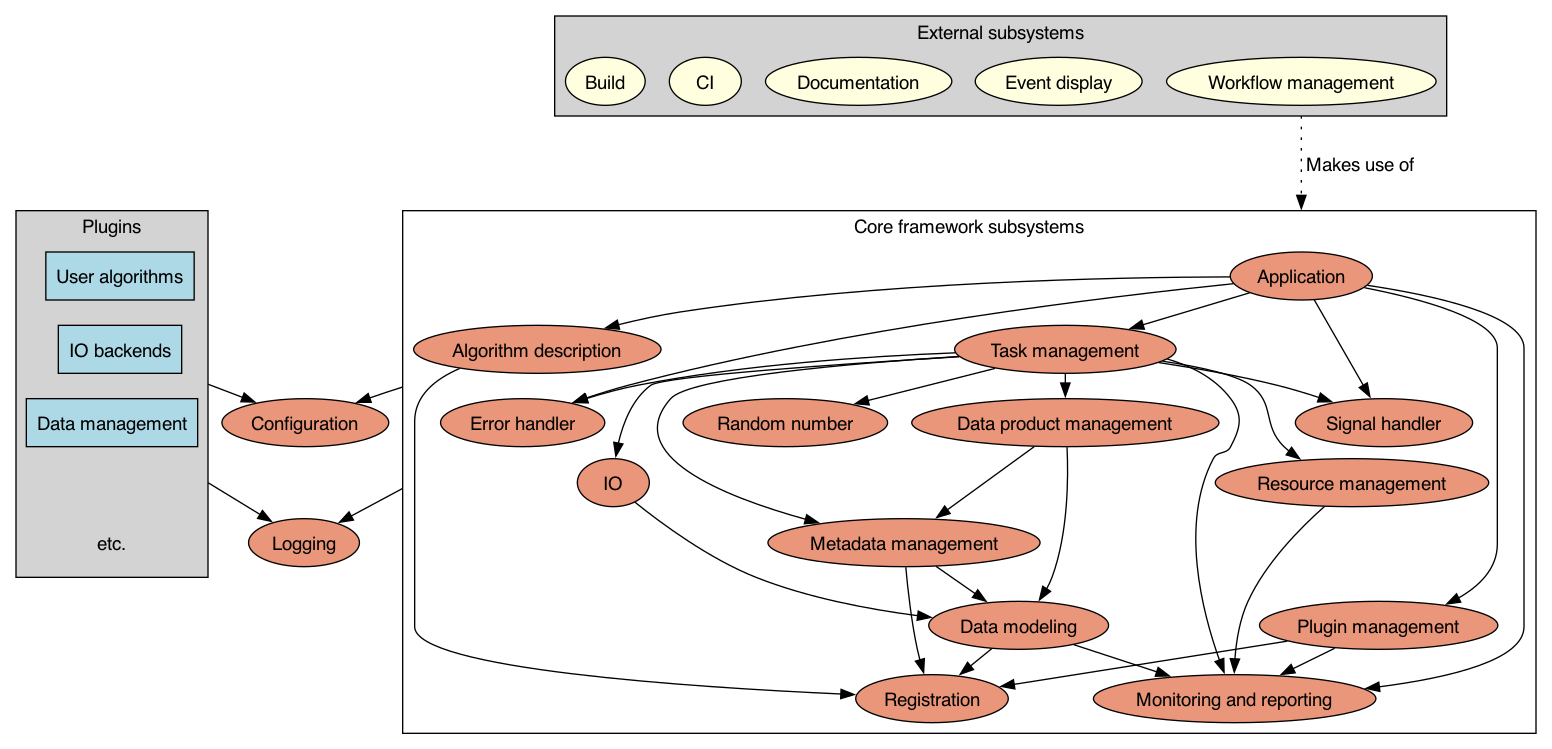 External subsystems
Build
CI
Documentation
Event display
Workflow management
Makes use of
Plugins
User algorithms
IO backends
Data management
etc.
Configuration
Logging
Core framework subsystems
Application
Algorithm description
Task management
Error handler
Random number
Data product management
Signal handler
IO
Resource management
Metadata management
Data modeling
Plugin management
Registration
Monitoring and reporting